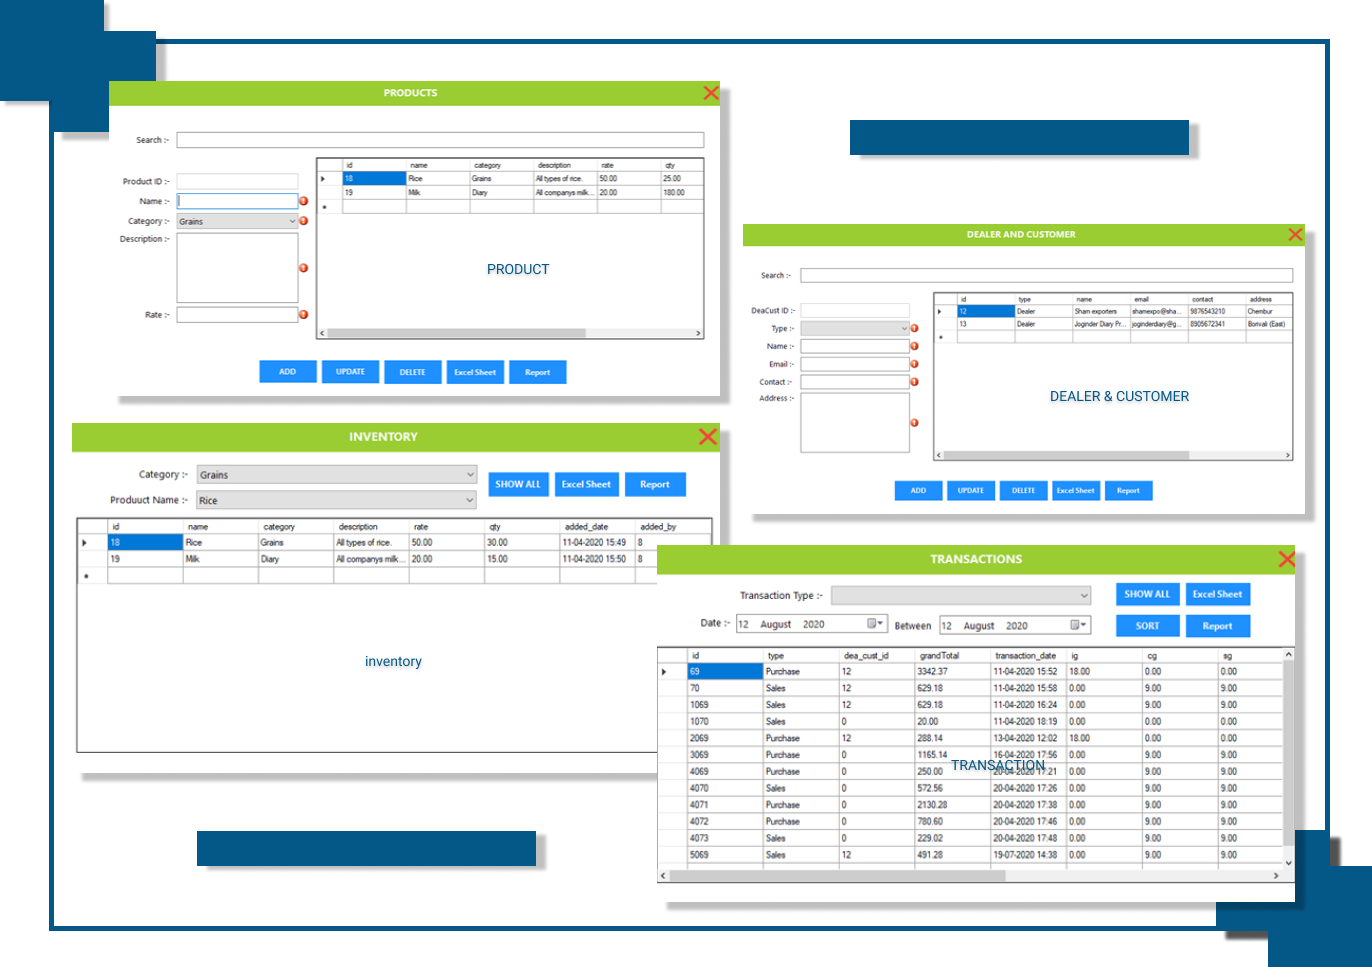 PRODUCTS
Search :-
Product ID :-
Name :-
Category :- Grains
Description :-
Rate :-
id name category description rate qty
18 Rice Grains All types of rice. 50.00 25.00
19 Milk Diary All companys milk... 20.00 180.00
PRODUCT
ADD UPDATE DELETE Excel Sheet Report
DEALER AND CUSTOMER
Search :-
DeaCust ID :-
Type :-
Name :-
Email :-
Contact :-
Address :-
id type name email contact address
12 Dealer Sham exporters shamexpo@sha... 9876543210 Chembur
13 Dealer Joginder Diary Pr... joginderdiary@g... 8905672341 Borivali (East)
DEALER & CUSTOMER
ADD UPDATE DELETE Excel Sheet Report
INVENTORY
Category :- Grains
Produuct Name :- Rice
SHOW ALL Excel Sheet Report
id name category description rate qty added_date added_by
18 Rice Grains All types of rice. 50.00 30.00 11-04-2020 15:49 8
19 Milk Diary All companys milk... 20.00 15.00 11-04-2020 15:50 8
inventory
TRANSACTIONS
Transaction Type :-
SHOW ALL Excel Sheet
Date :- 12 August 2020 Between 12 August 2020
SORT Report
id type dea_cust_id grandTotal transaction_date ig cg sg
69 Purchase 12 3342.37 11-04-2020 15:52 18.00 0.00 0.00
70 Sales 12 629.18 11-04-2020 15:58 0.00 9.00 9.00
1069 Sales 12 629.18 11-04-2020 16:24 0.00 9.00 9.00
1070 Sales 0 20.00 11-04-2020 18:19 0.00 0.00 0.00
2069 Purchase 12 288.14 13-04-2020 12:02 18.00 0.00 0.00
3069 Purchase 0 1165.14 16-04-2020 17:56 0.00 9.00 9.00
TRANSACTION
4069 Purchase 0 250.00 20-04-2020 17:21 0.00 9.00 9.00
4070 Sales 0 572.56 20-04-2020 17:26 0.00 9.00 9.00
4071 Purchase 0 2130.28 20-04-2020 17:38 0.00 9.00 9.00
4072 Purchase 0 780.60 20-04-2020 17:46 0.00 9.00 9.00
4073 Sales 0 229.02 20-04-2020 17:48 0.00 9.00 9.00
5069 Sales 12 491.28 19-07-2020 14:38 0.00 9.00 9.00